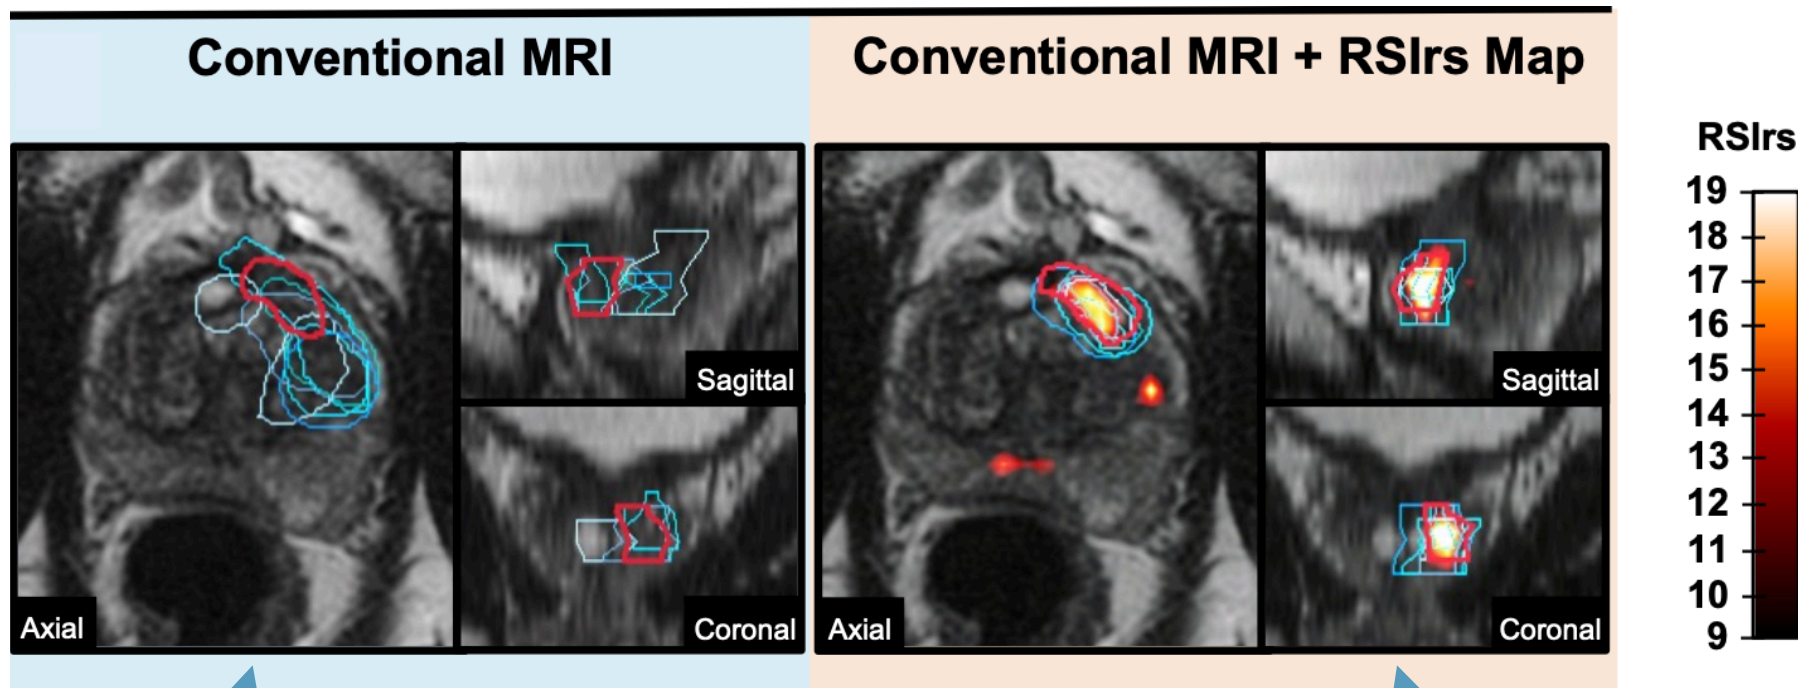 Conventional MRI
Conventional MRI + RSIrs Map
Axial
Sagittal
Coronal
Axial
Sagittal
Coronal
RSIrs
19
18
17
16
15
14
13
12
11
10
9